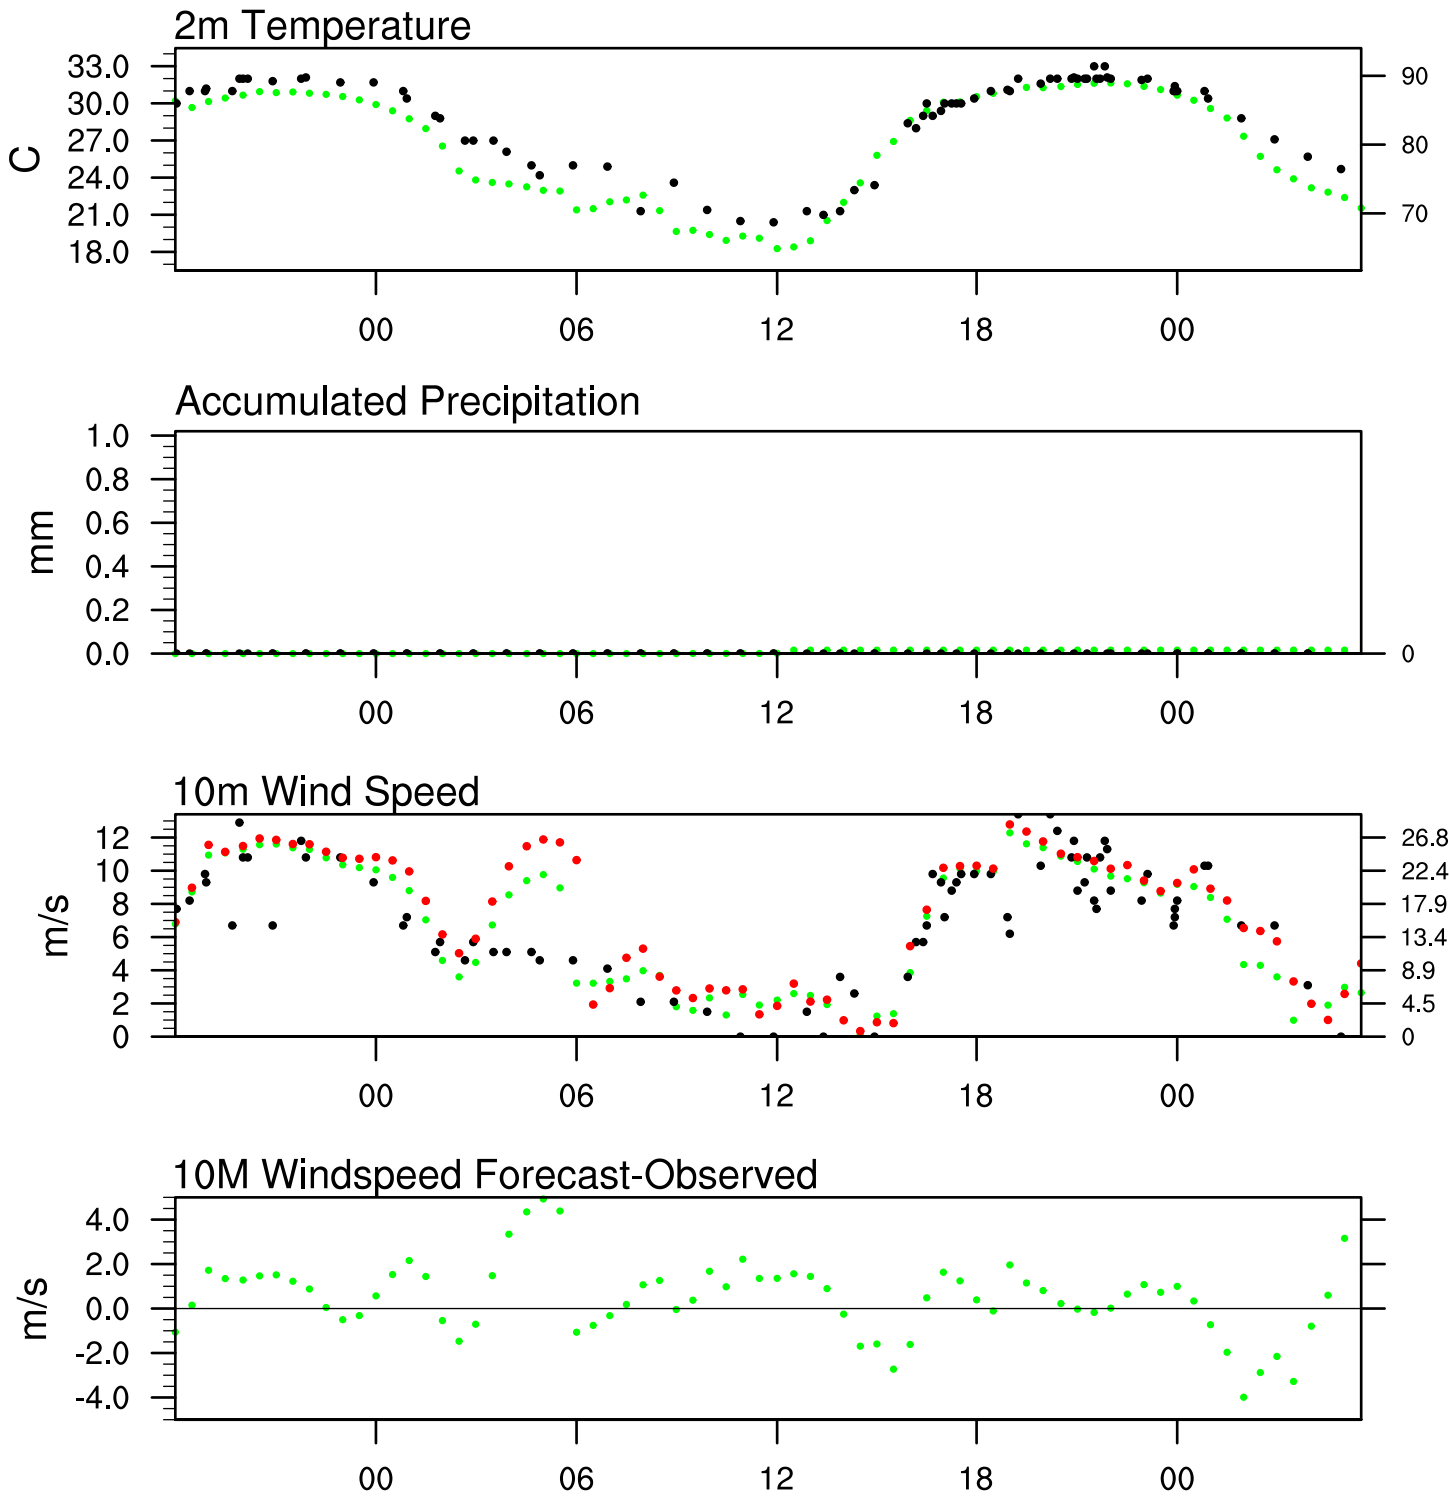 2m Temperature
33.0
30.0
27.0
24.0
21.0
18.0
C
90
80
70
00 06 12 18 00
Accumulated Precipitation
1.0
0.8
0.6
0.4
0.2
0.0
mm
0
00 06 12 18 00
10m Wind Speed
12
10
8
6
4
2
0
m/s
26.8
22.4
17.9
13.4
8.9
4.5
0
00 06 12 18 00
10M Windspeed Forecast-Observed
4.0
2.0
0.0
-2.0
-4.0
m/s
00 06 12 18 00